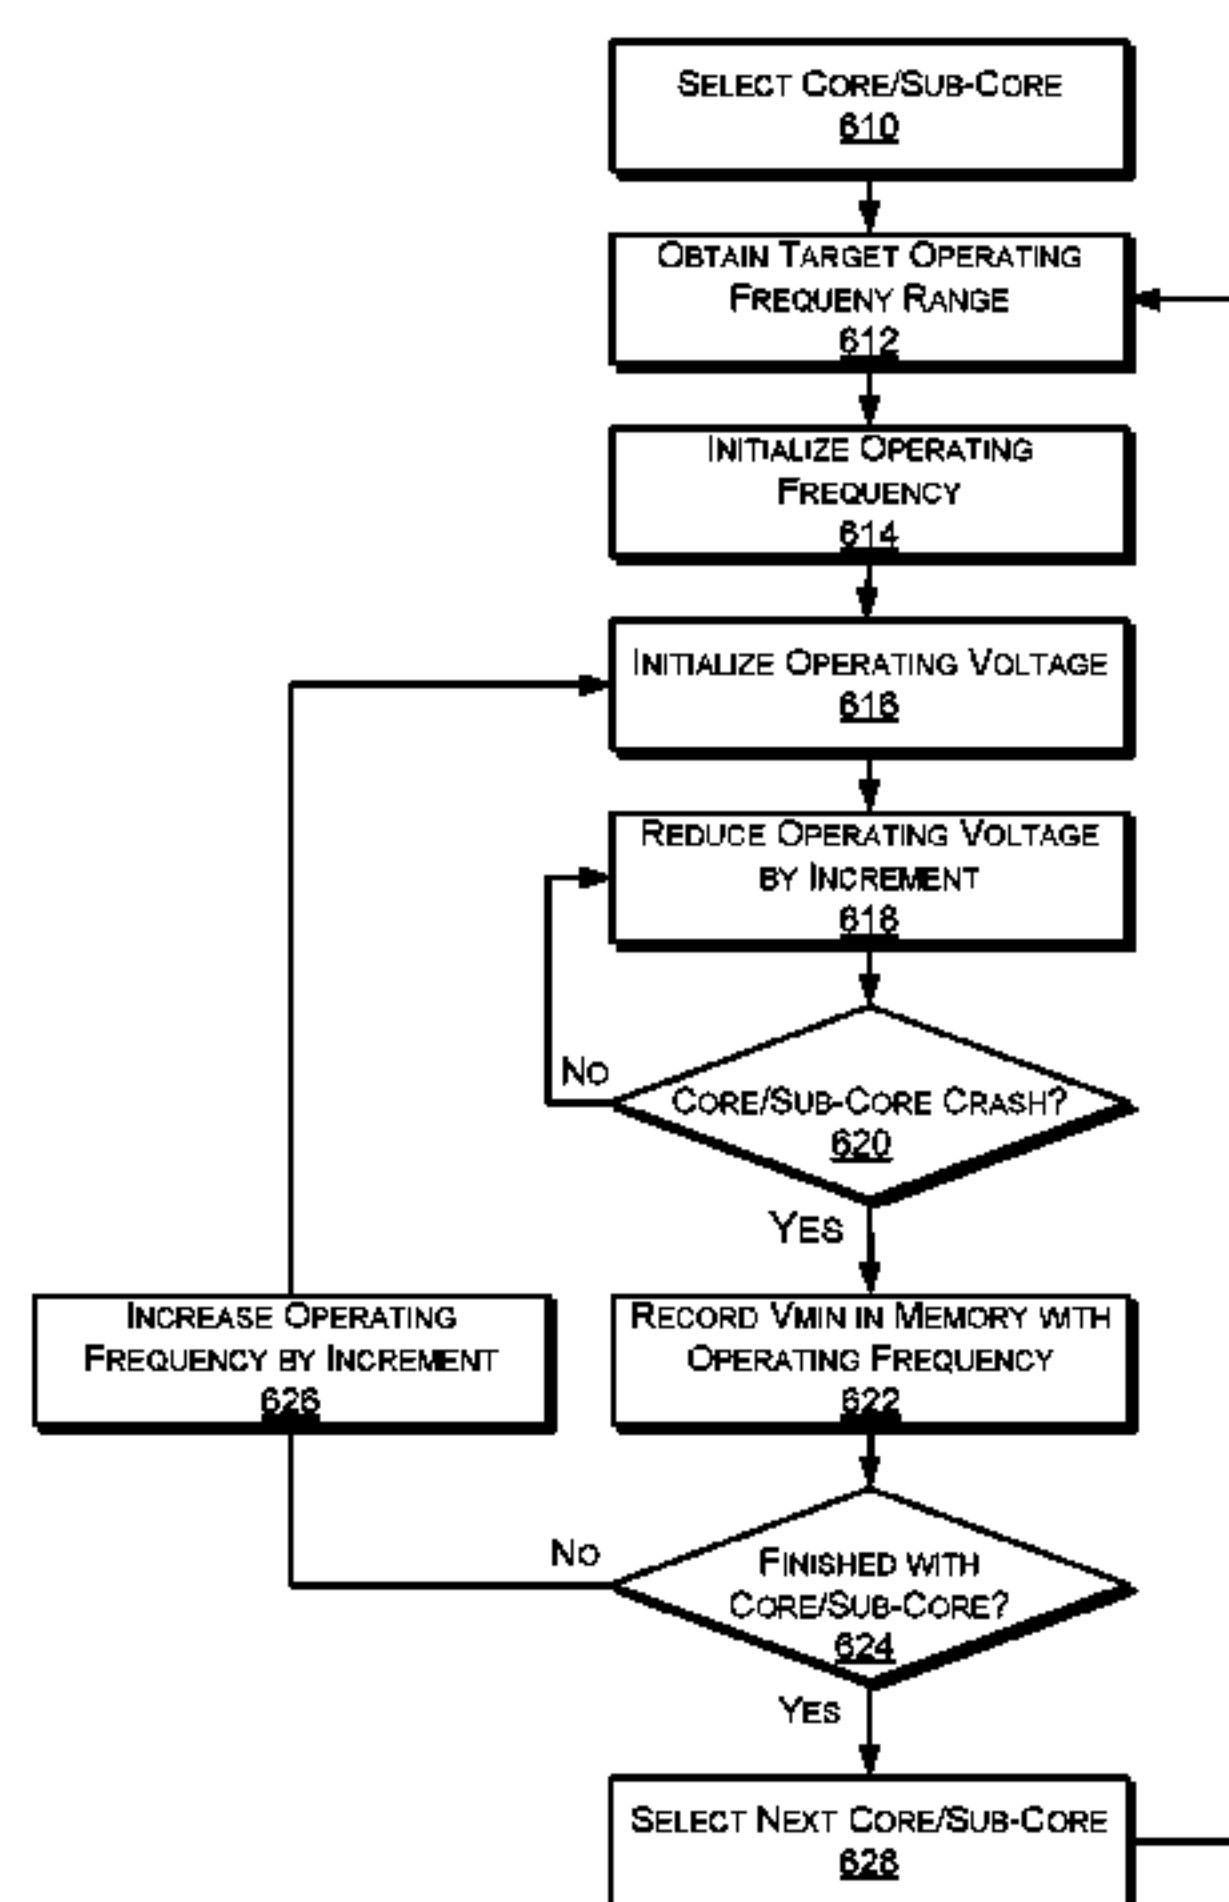 SELECT CORE/SUB-CORE
610
OBTAIN TARGET OPERATING
FREQUENY RANGE
612
INITIALIZE OPERATING
FREQUENCY
614
INITIALIZE OPERATING VOLTAGE
616
REDUCE OPERATING VOLTAGE
BY INCREMENT
618
NO
CORE/SUB-CORE CRASH?
620
YES
INCREASE OPERATING
FREQUENCY BY INCREMENT
626
RECORD VMIN IN MEMORY WITH
OPERATING FREQUENCY
622
NO
FINISHED WITH
CORE/SUB-CORE?
624
YES
SELECT NEXT CORE/SUB-CORE
628